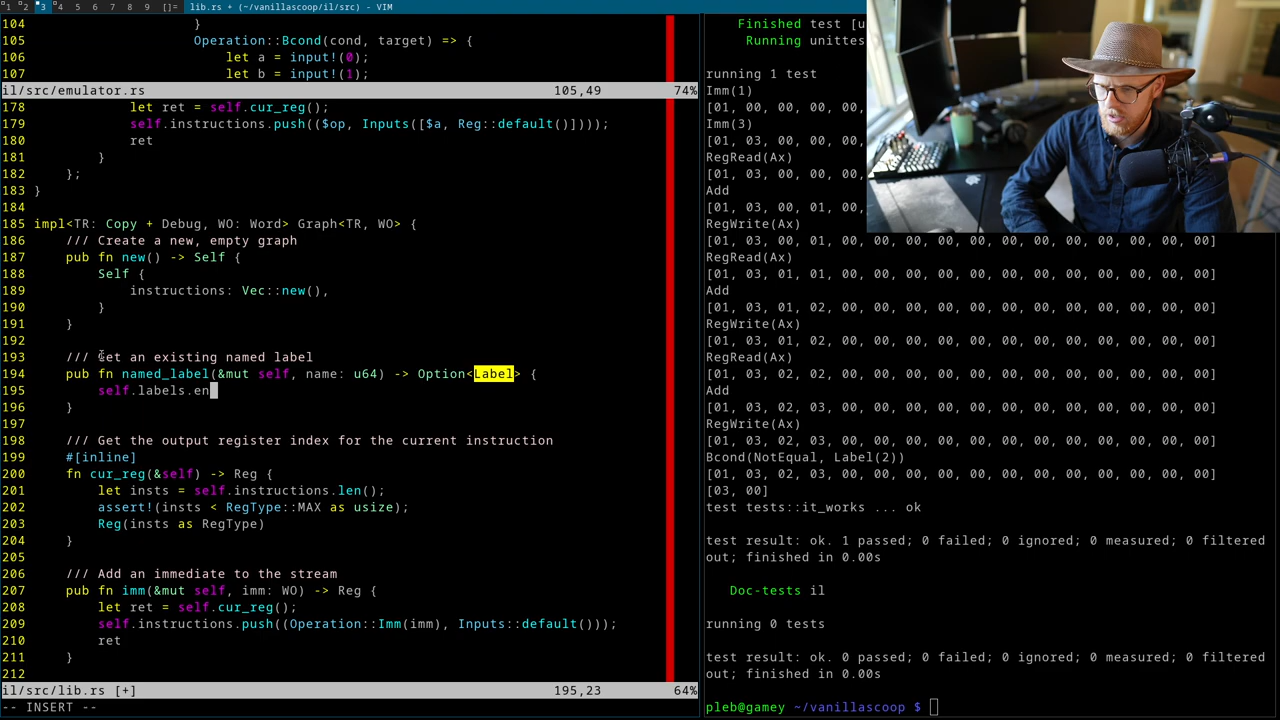 1 2 3 4 5 6 7 8 9 []= lib.rs + (~/vanillascoop/il/src) - VIM
104 }
105 Operation::Bcond(cond, target) => {
106 let a = input!(0);
107 let b = input!(1);
il/src/emulator.rs 105,49 74%
178 let ret = self.cur_reg();
179 self.instructions.push(($op, Inputs([$a, Reg::default()])));
180 ret
181 }
182 };
183 }
184
185 impl<TR: Copy + Debug, WO: Word> Graph<TR, WO> {
186 /// Create a new, empty graph
187 pub fn new() -> Self {
188 Self {
189 instructions: Vec::new(),
190 }
191 }
192
193 /// Get an existing named label
194 pub fn named_label(&mut self, name: u64) -> Option<Label> {
195 self.labels.en
196 }
197
198 /// Get the output register index for the current instruction
199 #[inline]
200 fn cur_reg(&self) -> Reg {
201 let insts = self.instructions.len();
202 assert!(insts < RegType::MAX as usize);
203 Reg(insts as RegType)
204 }
205
206 /// Add an immediate to the stream
207 pub fn imm(&mut self, imm: WO) -> Reg {
208 let ret = self.cur_reg();
209 self.instructions.push((Operation::Imm(imm), Inputs::default()));
210 ret
211 }
212
il/src/lib.rs [+] 195,23 64%
-- INSERT --
Finished test [u
Running unittes
running 1 test
Imm(1)
[01, 00, 00, 00, 00,
Imm(3)
[01, 03, 00, 00, 00,
RegRead(Ax)
[01, 03, 00, 00, 00,
Add
[01, 03, 00, 01, 00,
RegWrite(Ax)
[01, 03, 00, 01, 00, 00, 00, 00, 00, 00, 00, 00, 00, 00, 00, 00]
RegRead(Ax)
[01, 03, 01, 01, 00, 00, 00, 00, 00, 00, 00, 00, 00, 00, 00, 00]
Add
[01, 03, 01, 02, 00, 00, 00, 00, 00, 00, 00, 00, 00, 00, 00, 00]
RegWrite(Ax)
[01, 03, 01, 02, 00, 00, 00, 00, 00, 00, 00, 00, 00, 00, 00, 00]
RegRead(Ax)
[01, 03, 02, 02, 00, 00, 00, 00, 00, 00, 00, 00, 00, 00, 00, 00]
Add
[01, 03, 02, 03, 00, 00, 00, 00, 00, 00, 00, 00, 00, 00, 00, 00]
RegWrite(Ax)
[01, 03, 02, 03, 00, 00, 00, 00, 00, 00, 00, 00, 00, 00, 00, 00]
Bcond(NotEqual, Label(2))
[01, 03, 02, 03, 00, 00, 00, 00, 00, 00, 00, 00, 00, 00, 00, 00]
[03, 00]
test tests::it_works ... ok
test result: ok. 1 passed; 0 failed; 0 ignored; 0 measured; 0 filtered
out; finished in 0.00s
Doc-tests il
running 0 tests
test result: ok. 0 passed; 0 failed; 0 ignored; 0 measured; 0 filtered
out; finished in 0.00s
pleb@gamey ~/vanillascoop $